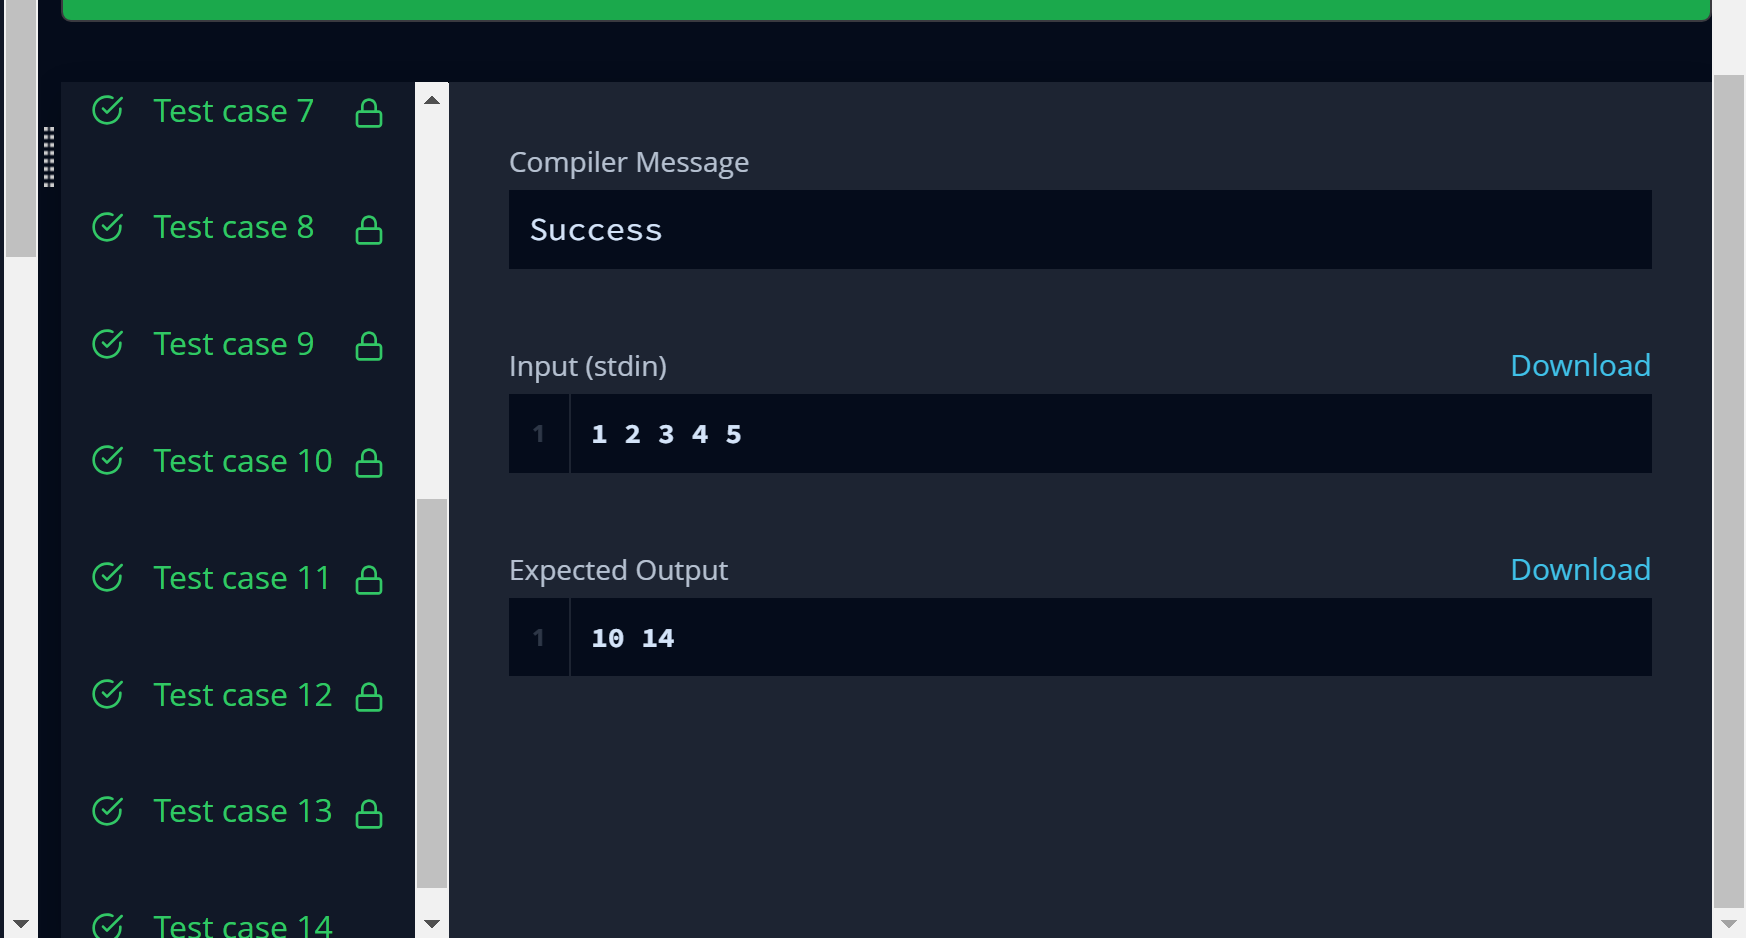 Test case 7
Test case 8
Test case 9
Test case 10
Test case 11
Test case 12
Test case 13
Test case 14
Compiler Message
Success
Input (stdin)
Download
1 1 2 3 4 5
Expected Output
Download
1 10 14